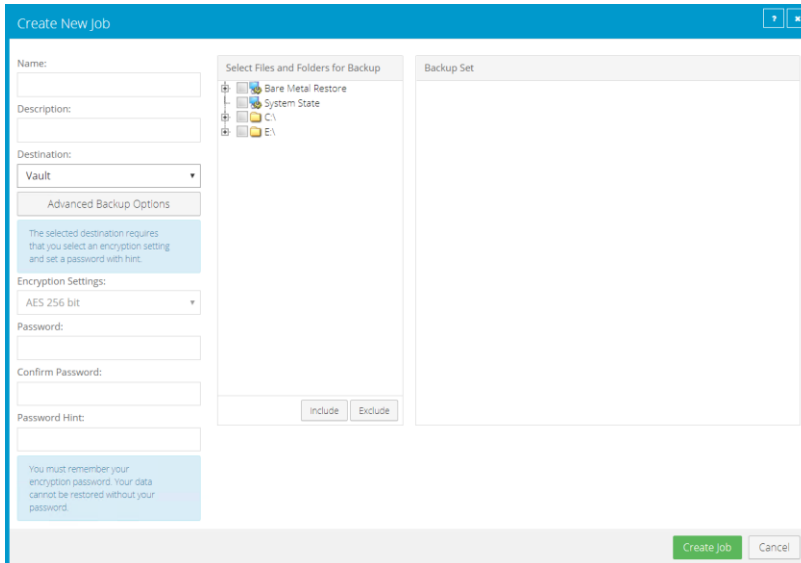 Create New Job
?
Name:
Description:
Destination:
Vault
Advanced Backup Options
The selected destination requires
that you select an encryption setting
and set a password with hint.
Encryption Settings:
AES 256 bit
Password:
Confirm Password:
Password Hint:
You must remember your
encryption password. Your data
cannot be restored without your
password.
Select Files and Folders for Backup
Bare Metal Restore
System State
C:\
E:\
Include Exclude
Backup Set
Create Job Cancel